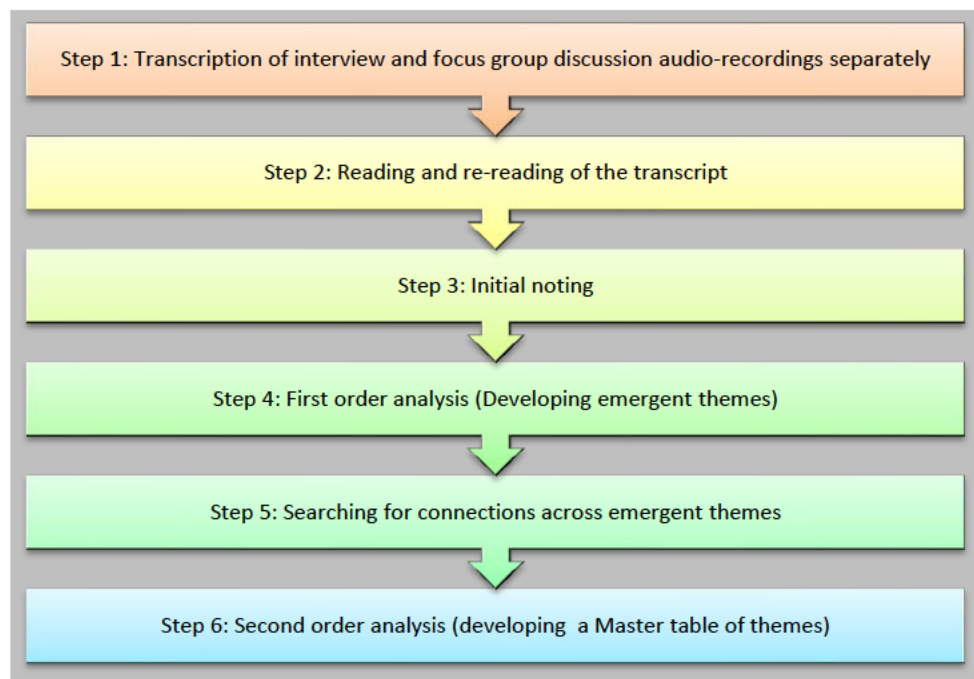 Step 1: Transcription of interview and focus group discussion audio-recordings separately
Step 2: Reading and re-reading of the transcript
Step 3: Initial noting
Step 4: First order analysis (Developing emergent themes)
Step 5: Searching for connections across emergent themes
Step 6: Second order analysis (developing  a Master table of themes)